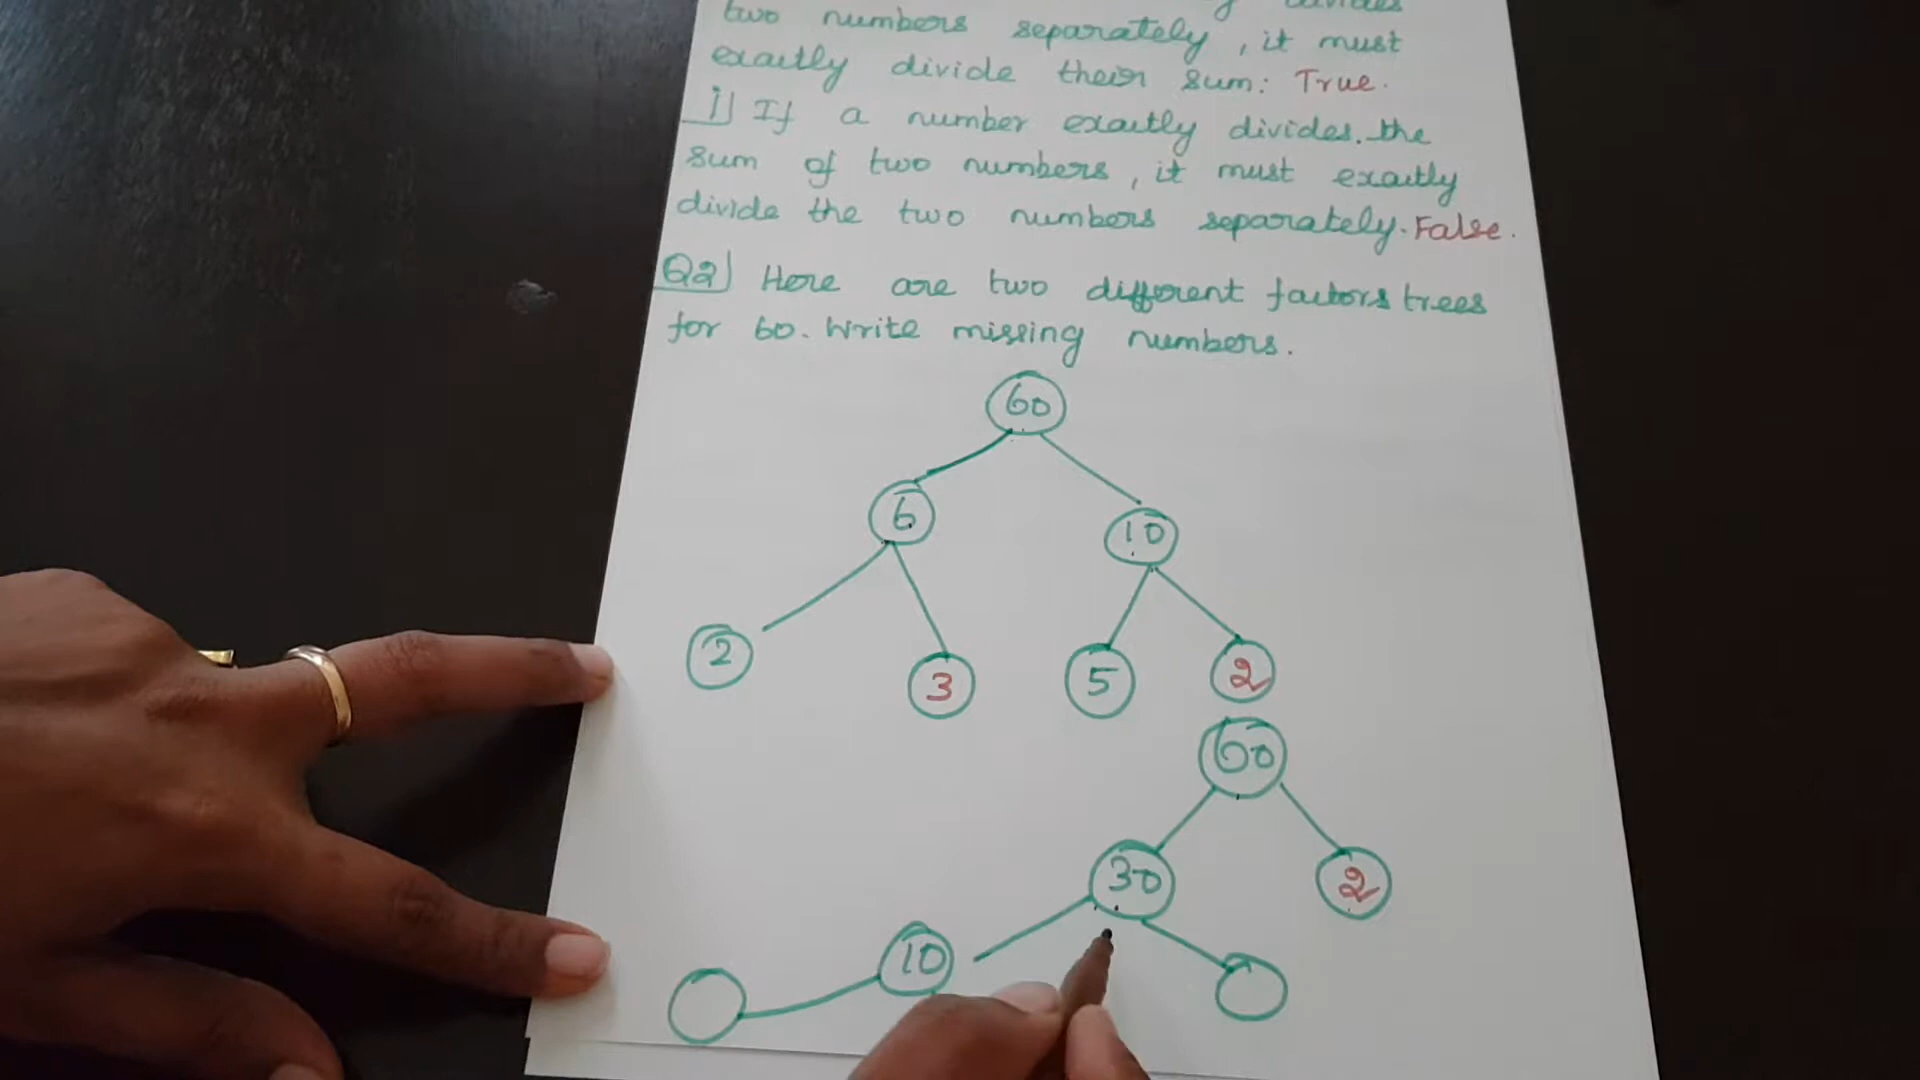 divides
two numbers separately, it must
exactly divide their sum: True.
i) If a number exactly divides. the
sum of two numbers, it must exactly
divide the two numbers separately. False.
Q2) Here are two different factors trees
for 60. Write missing numbers.
60
6 10
2 3 5 2
60
30 2
10